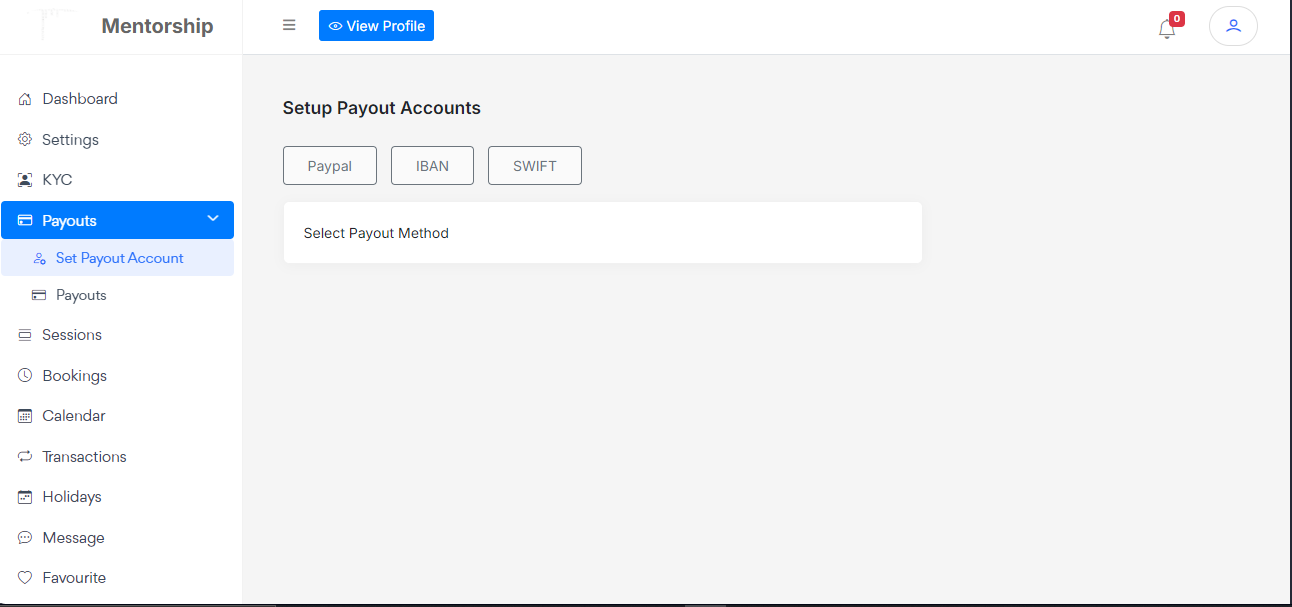 Mentorship
View Profile
0
Dashboard
Settings
KYC
Payouts
Set Payout Account
Payouts
Sessions
Bookings
Calendar
Transactions
Holidays
Message
Favourite
Setup Payout Accounts
Paypal IBAN SWIFT
Select Payout Method